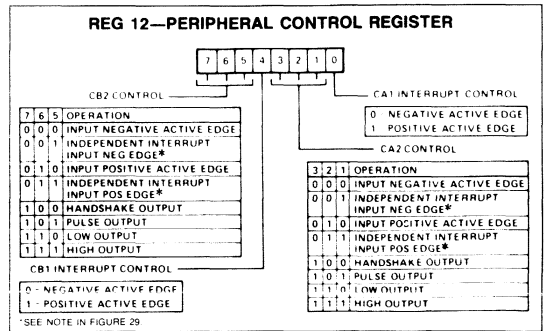 REG 12—PERIPHERAL CONTROL REGISTER
7 6 5 4 3 2 1 0
CB2 CONTROL
7 6 5 OPERATION
0 0 0 INPUT NEGATIVE ACTIVE EDGE
0 0 1 INDEPENDENT INTERRUPT
INPUT NEG EDGE*
0 1 0 INPUT POSITIVE ACTIVE EDGE
0 1 1 INDEPENDENT INTERRUPT
INPUT POS EDGE*
1 0 0 HANDSHAKE OUTPUT
1 0 1 PULSE OUTPUT
1 1 0 LOW OUTPUT
1 1 1 HIGH OUTPUT
CB1 INTERRUPT CONTROL
0 - NEGATIVE ACTIVE EDGE
1 - POSITIVE ACTIVE EDGE
*SEE NOTE IN FIGURE 29.
CA1 INTERRUPT CONTROL
0 NEGATIVE ACTIVE EDGE
1 POSITIVE ACTIVE EDGE
CA2 CONTROL
3 2 1 OPERATION
0 0 0 INPUT NEGATIVE ACTIVE EDGE
0 0 1 INDEPENDENT INTERRUPT
INPUT NEG EDGE*
0 1 0 INPUT POSITIVE ACTIVE EDGE
0 1 1 INDEPENDENT INTERRUPT
INPUT POS EDGE*
1 0 0 HANDSHAKE OUTPUT
1 0 1 PULSE OUTPUT
1 1 0 LOW OUTPUT
1 1 1 HIGH OUTPUT